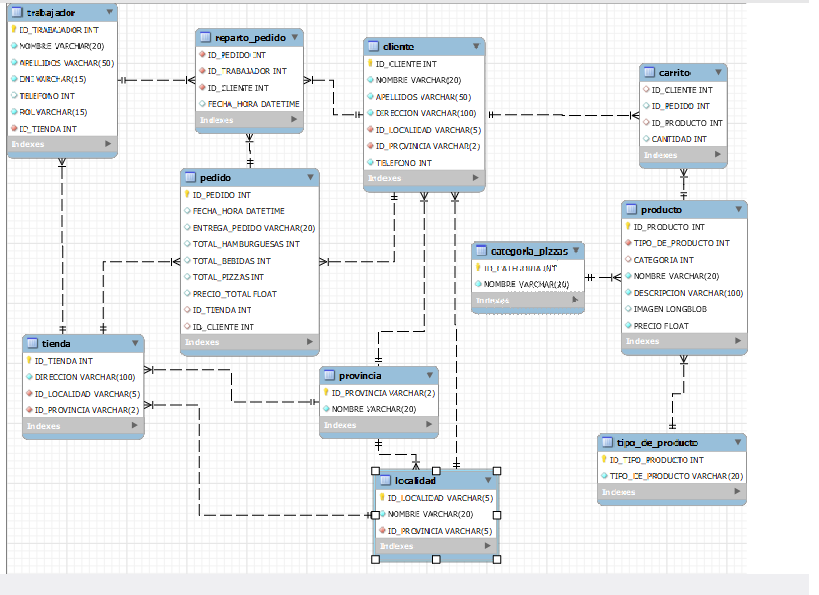 trabajador
ID_TRABAJADOR INT
NOMBRE VARCHAR(20)
APELLIDOS VARCHAR(50)
DNI VARCHAR(15)
TELEFONO INT
ROL VARCHAR(15)
ID_TIENDA INT
Indexes
reparto_pedido
ID_PEDIDO INT
ID_TRABAJADOR INT
ID_CLIENTE INT
FECHA_HORA DATETIME
Indexes
cliente
ID_CLIENTE INT
NOMBRE VARCHAR(20)
APELLIDOS VARCHAR(50)
DIRECCION VARCHAR(100)
ID_LOCALIDAD VARCHAR(5)
ID_PROVINCIA VARCHAR(2)
TELEFONO INT
Indexes
carrito
ID_CLIENTE INT
ID_PEDIDO INT
ID_PRODUCTO INT
CANTIDAD INT
Indexes
pedido
ID_PEDIDO INT
FECHA_HORA DATETIME
ENTREGA_PEDIDO VARCHAR(20)
TOTAL_HAMBURGUESAS INT
TOTAL_BEBIDAS INT
TOTAL_PIZZAS INT
PRECIO_TOTAL FLOAT
ID_TIENDA INT
ID_CLIENTE INT
Indexes
categoria_pizzas
ID_CATEGORIA INT
NOMBRE VARCHAR(20)
Indexes
producto
ID_PRODUCTO INT
TIPO_DE_PRODUCTO INT
CATEGORIA INT
NOMBRE VARCHAR(20)
DESCRIPCION VARCHAR(100)
IMAGEN LONGBLOB
PRECIO FLOAT
Indexes
tienda
ID_TIENDA INT
DIRECCION VARCHAR(100)
ID_LOCALIDAD VARCHAR(5)
ID_PROVINCIA VARCHAR(2)
Indexes
provincia
ID_PROVINCIA VARCHAR(2)
NOMBRE VARCHAR(20)
Indexes
localidad
ID_LOCALIDAD VARCHAR(5)
NOMBRE VARCHAR(20)
ID_PROVINCIA VARCHAR(5)
Indexes
tipo_de_producto
ID_TIPO_PRODUCTO INT
TIPO_DE_PRODUCTO VARCHAR(20)
Indexes